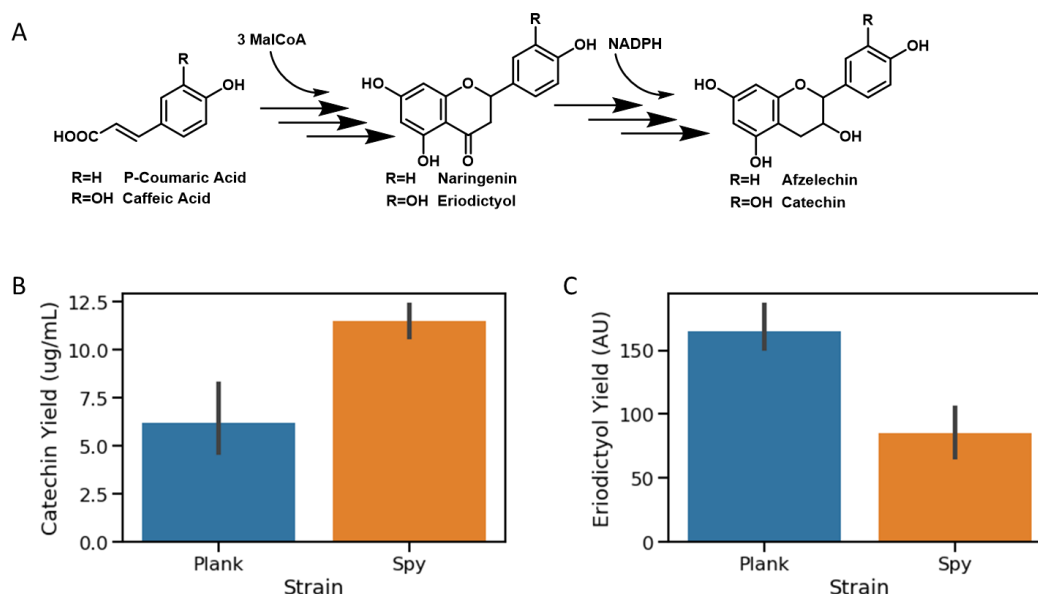 A
R
OH
HOOC
R=H P-Coumaric Acid
R=OH Caffeic Acid
3 MalCoA
R
OH
HO
O
OH
O
R=H Naringenin
R=OH Eriodictyol
NADPH
R
OH
HO
O
OH
OH
R=H Afzelechin
R=OH Catechin
B
Catechin Yield (ug/mL)
12.5
10.0
7.5
5.0
2.5
0.0
Plank Spy
Strain
C
Eriodictyol Yield (AU)
150
100
50
0
Plank Spy
Strain